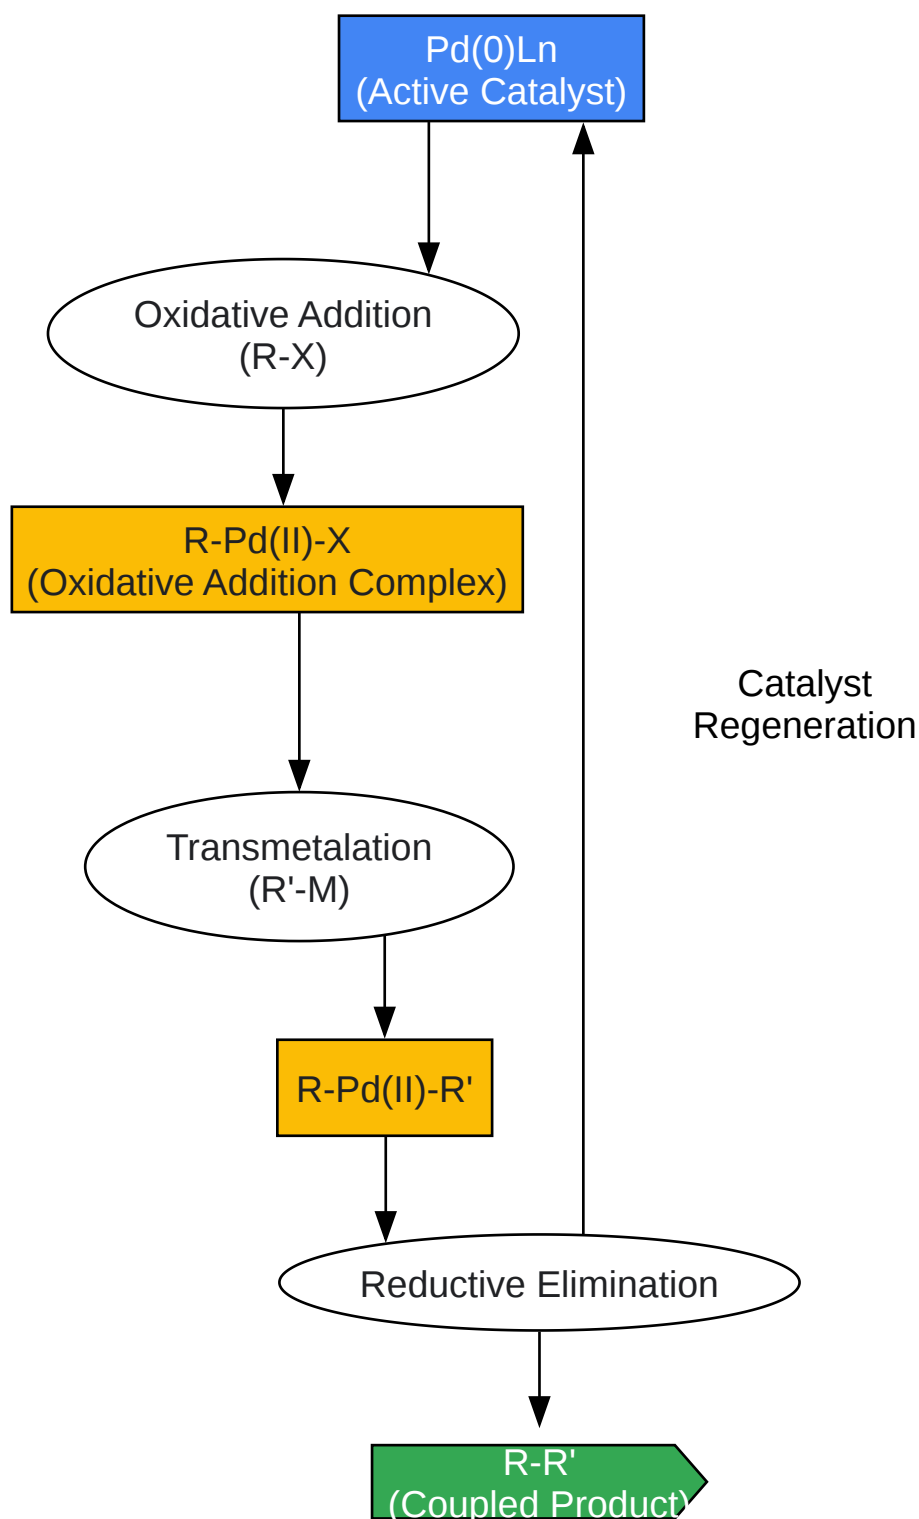 Pd(0)Ln
(Active Catalyst)
Oxidative Addition
(R-X)
R-Pd(II)-X
(Oxidative Addition Complex)
Catalyst
Regeneration
Transmetalation
(R'-M)
R-Pd(II)-R'
Reductive Elimination
R-R'
(Coupled Product)